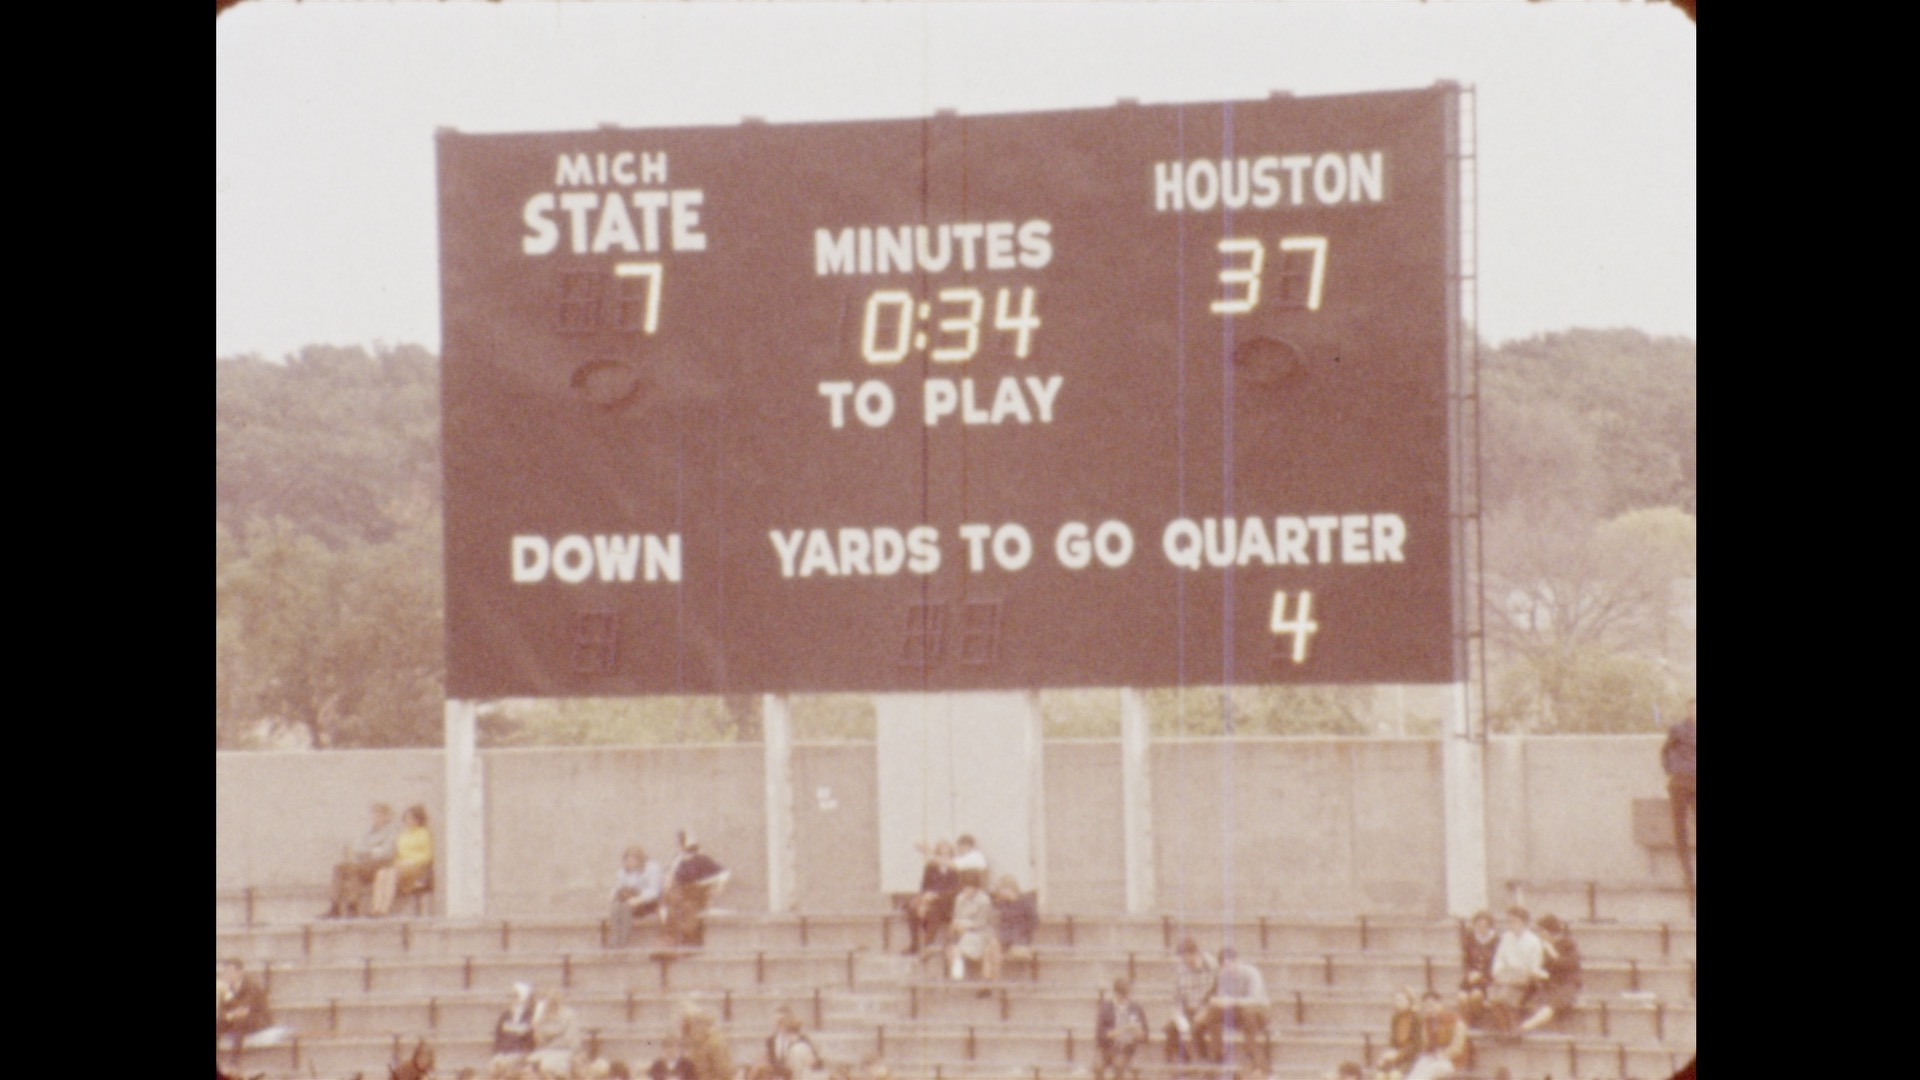 MICH
STATE
7
HOUSTON
37
MINUTES
0:34
TO PLAY
DOWN
YARDS TO GO
QUARTER
4